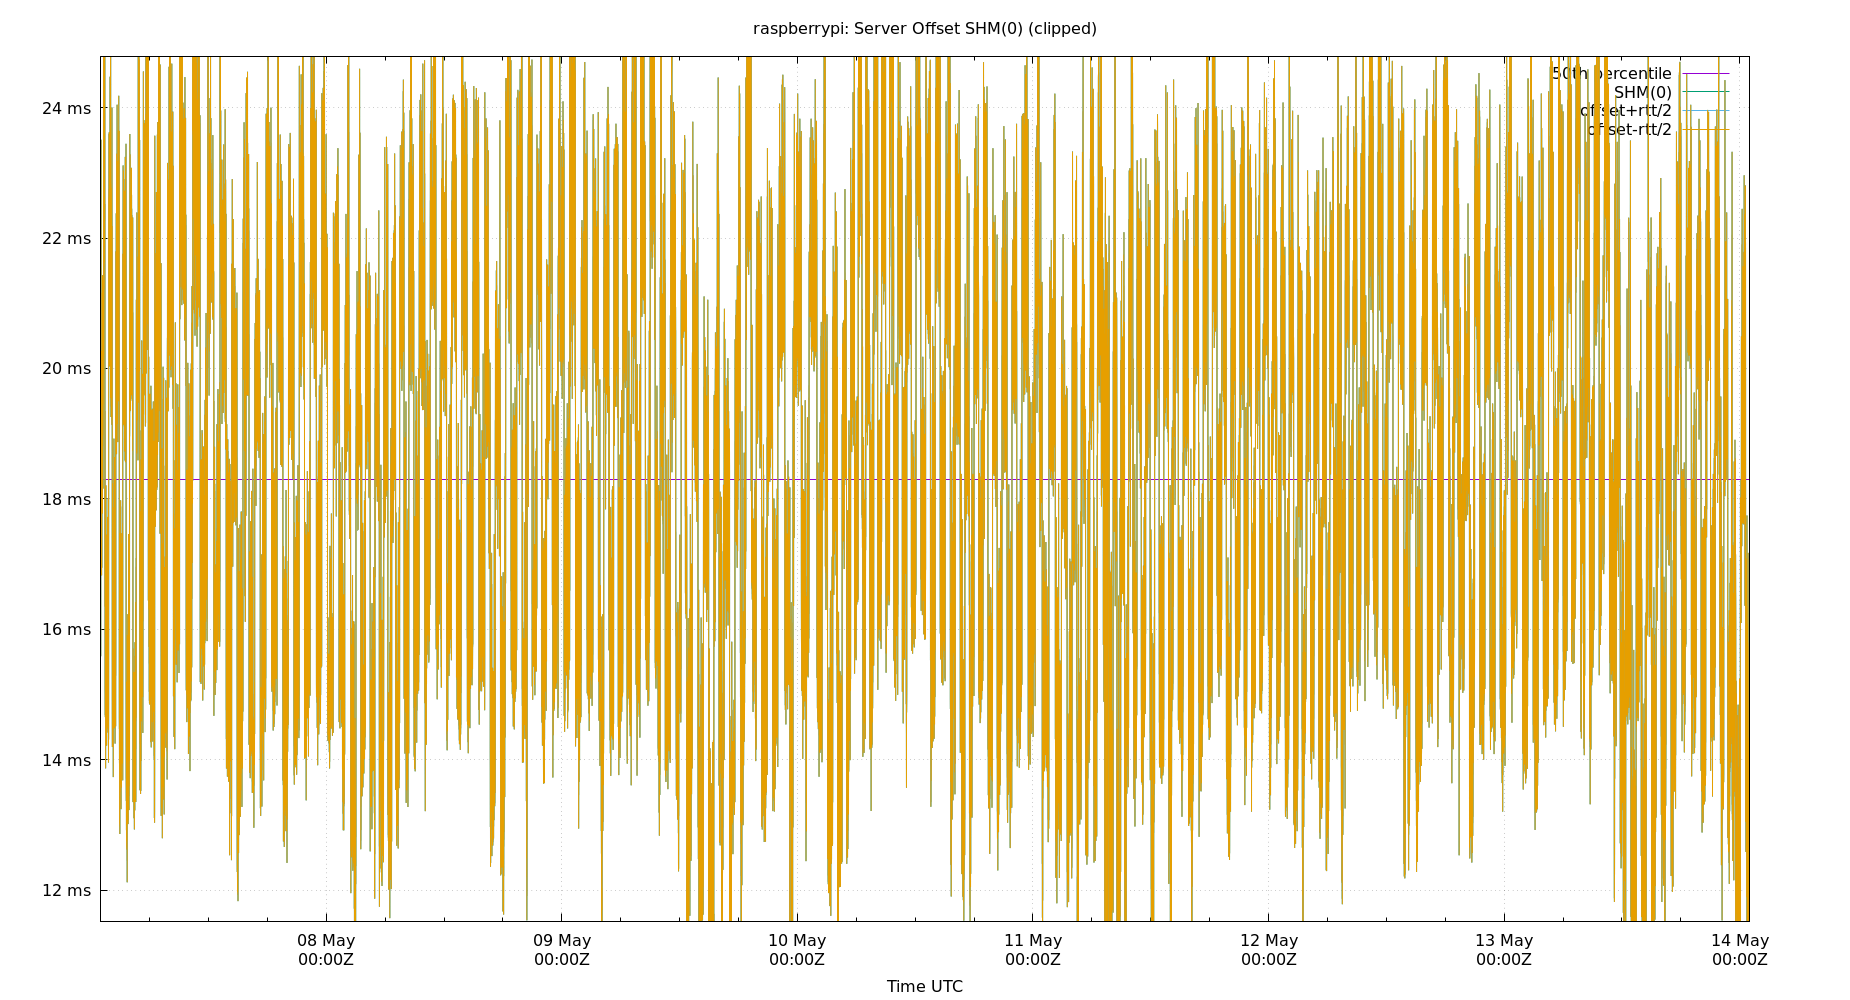 raspberrypi: Server Offset SHM(0) (clipped)
50th percentile
SHM(0)
offset+rtt/2
offset-rtt/2
24 ms
22 ms
20 ms
18 ms
16 ms
14 ms
12 ms
08 May 09 May 10 May 11 May 12 May 13 May 14 May
00:00Z 00:00Z 00:00Z 00:00Z 00:00Z 00:00Z 00:00Z
Time UTC